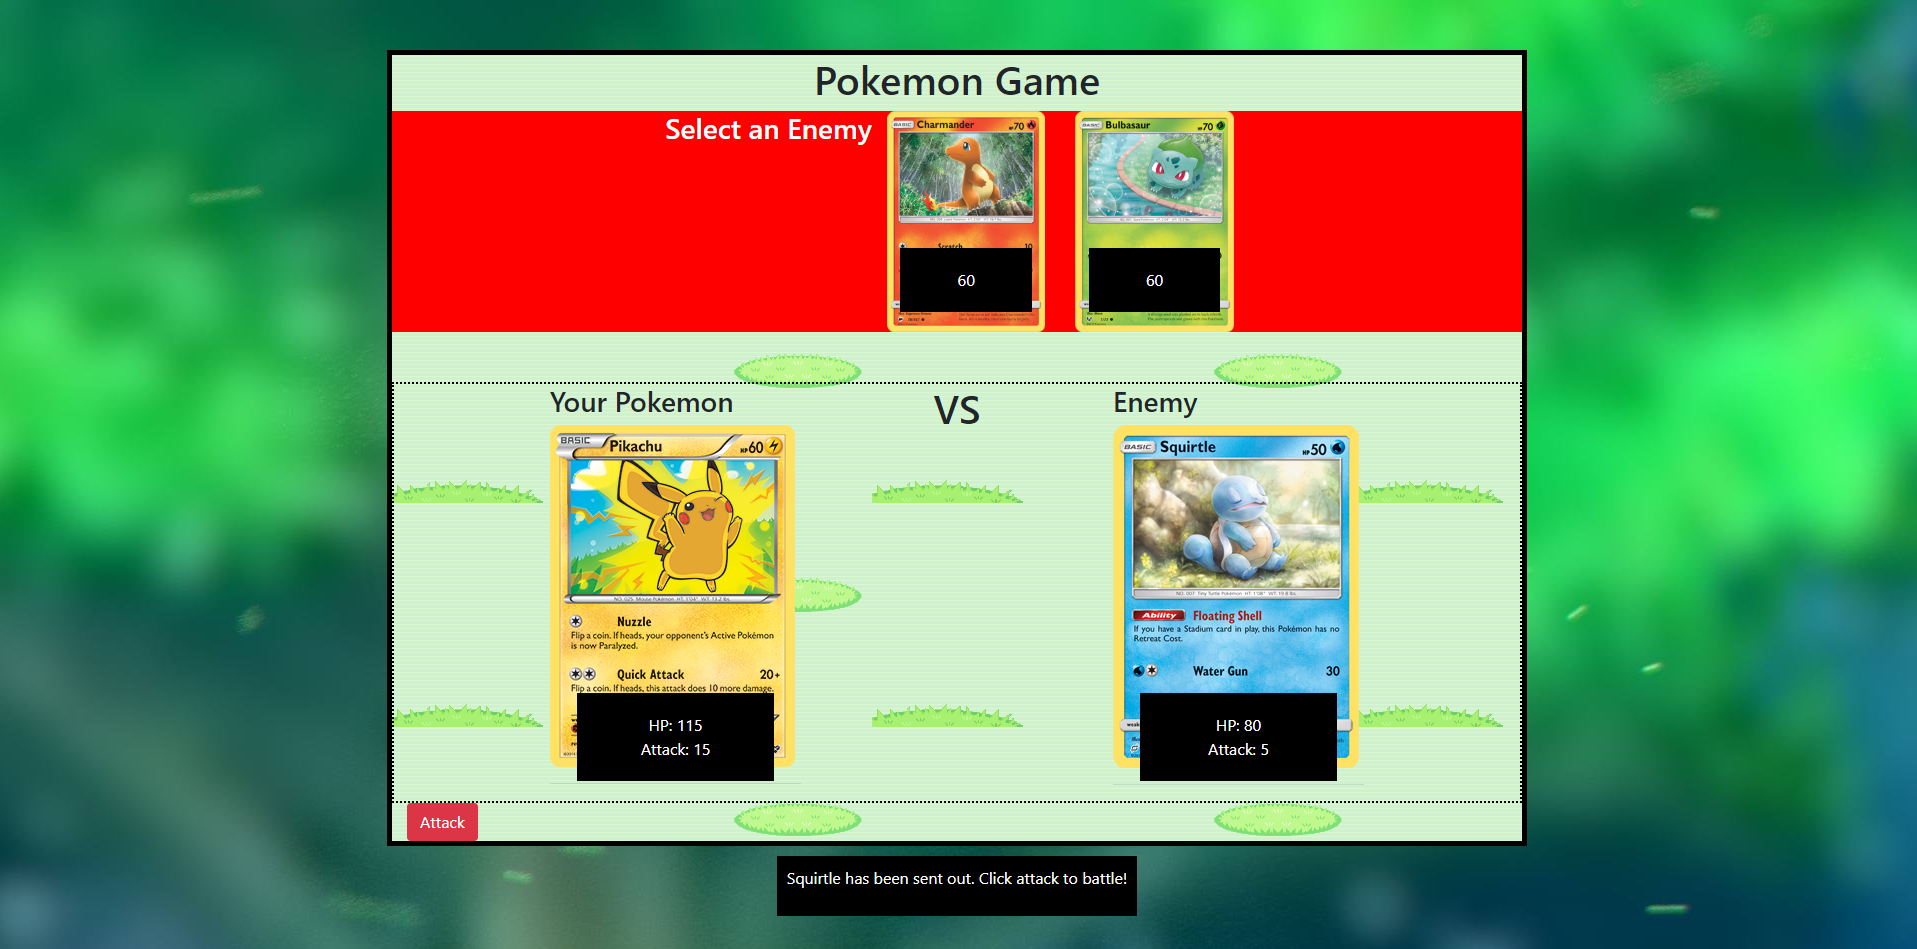 Pokemon Game
Select an Enemy
BASIC Charmander HP70
Scratch 10
60
BASIC Bulbasaur HP70
60
Your Pokemon
VS
Enemy
BASIC Pikachu HP60
NO. 025 Mouse Pokémon HT: 1'04" WT: 13.2 lbs.
Nuzzle
Flip a coin. If heads, your opponent's Active Pokémon
is now Paralyzed.
Quick Attack 20+
Flip a coin. If heads, this attack does 10 more damage.
HP: 115
Attack: 15
BASIC Squirtle HP50
NO. 007 Tiny Turtle Pokémon HT: 1'08" WT: 19.8 lbs.
Ability Floating Shell
If you have a Stadium card in play, this Pokémon has no
Retreat Cost.
Water Gun 30
HP: 80
Attack: 5
Attack
Squirtle has been sent out. Click attack to battle!